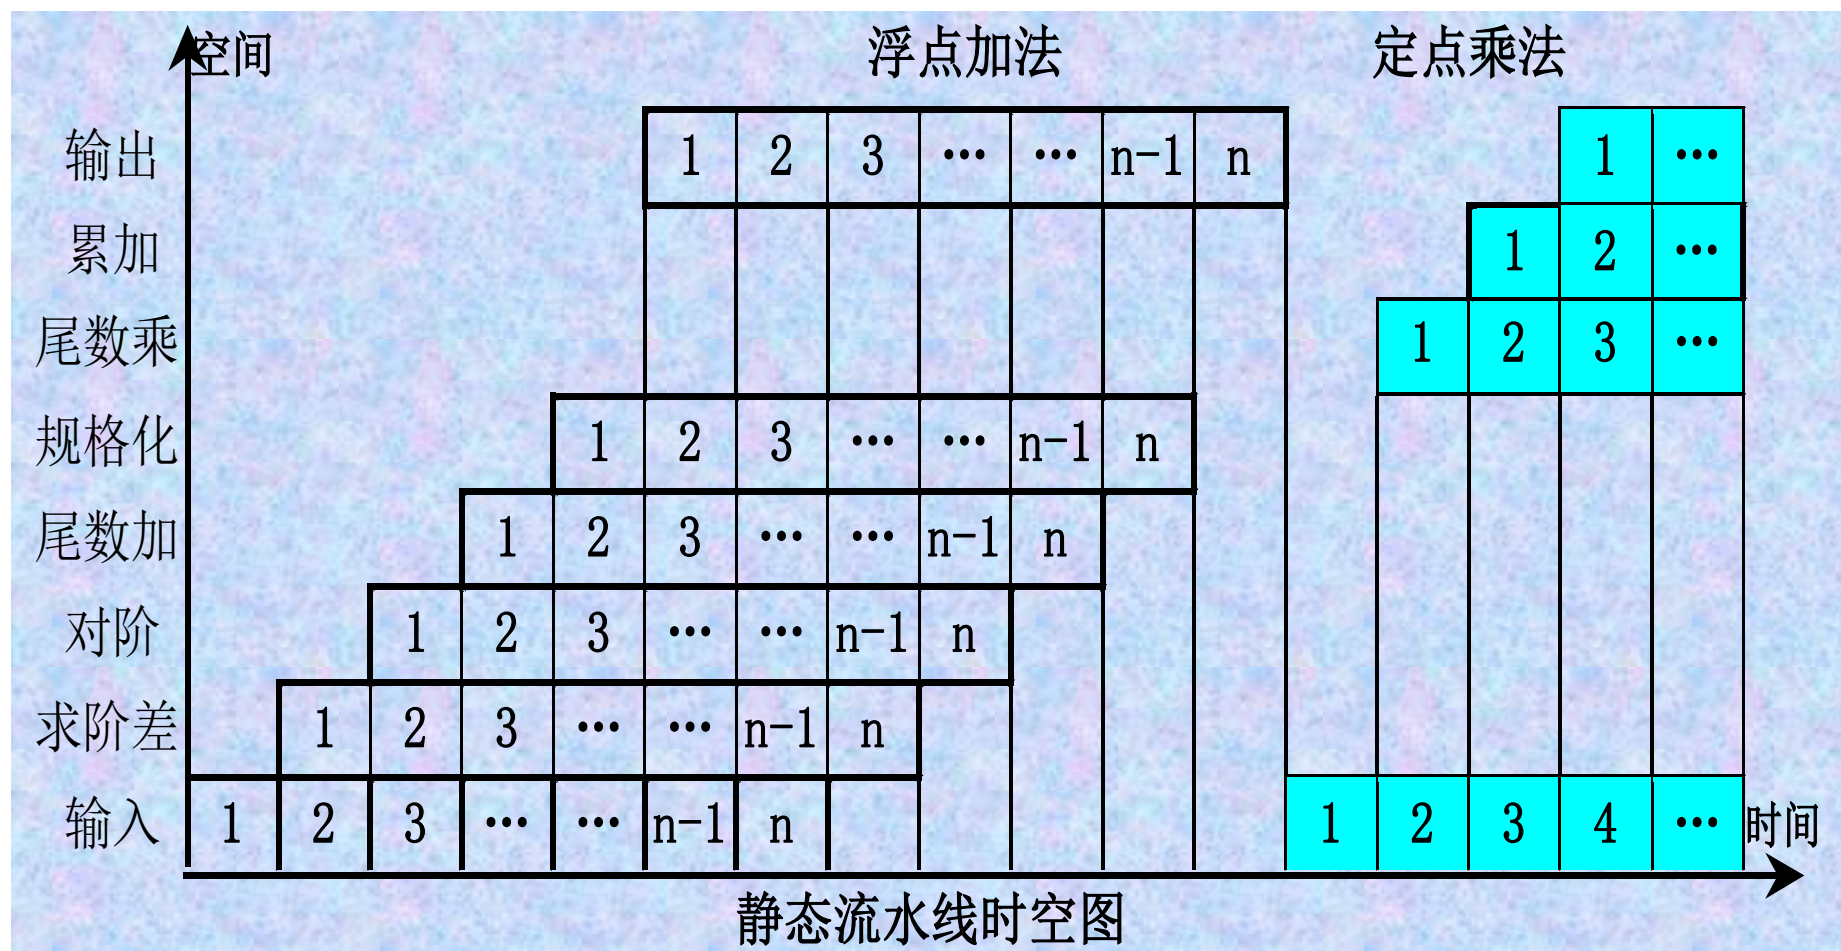 空间 浮点加法 定点乘法
输出 1 2 3 … … n-1 n 1 …
累加 1 2 …
尾数乘 1 2 3 …
规格化 1 2 3 … … n-1 n
尾数加 1 2 3 … … n-1 n
对阶 1 2 3 … … n-1 n
求阶差 1 2 3 … … n-1 n
输入 1 2 3 … … n-1 n 1 2 3 4 … 时间
静态流水线时空图